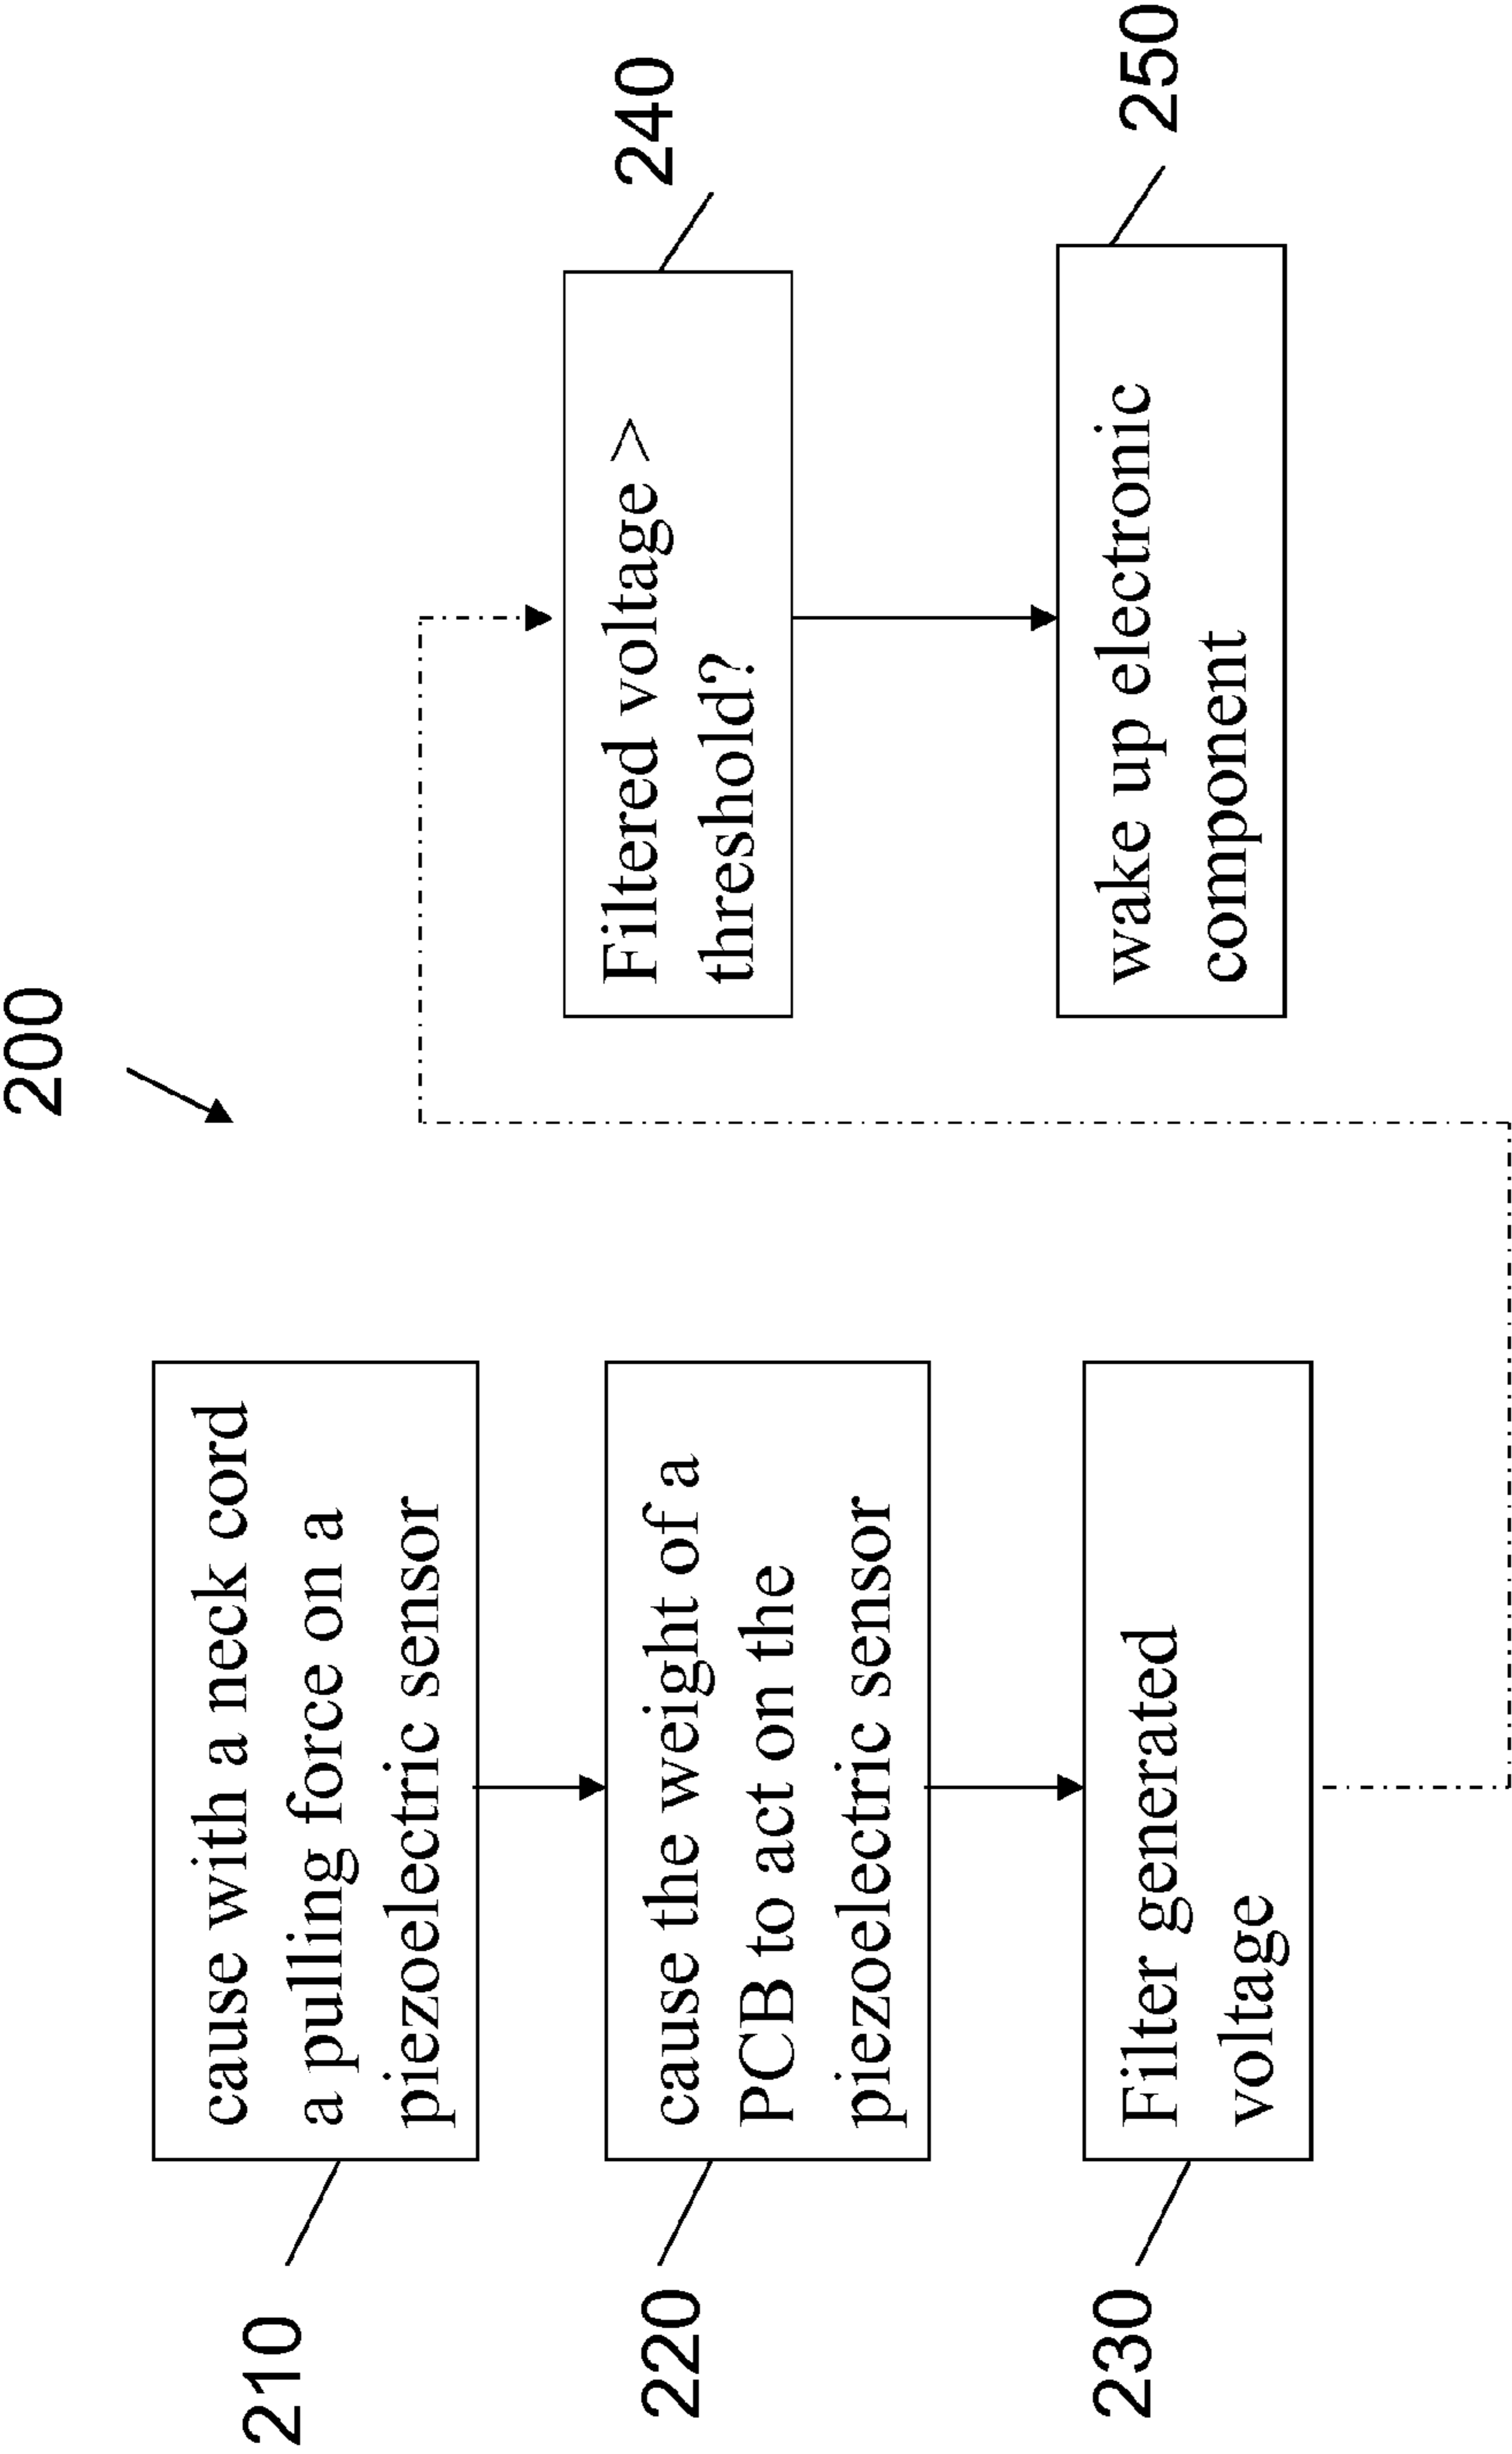 200
210
cause with a neck cord
a pulling force on a
piezoelectric sensor
220
cause the weight of a
PCB to act on the
piezoelectric sensor
230
Filter generated
voltage
240
Filtered voltage >
threshold?
250
wake up electronic
component